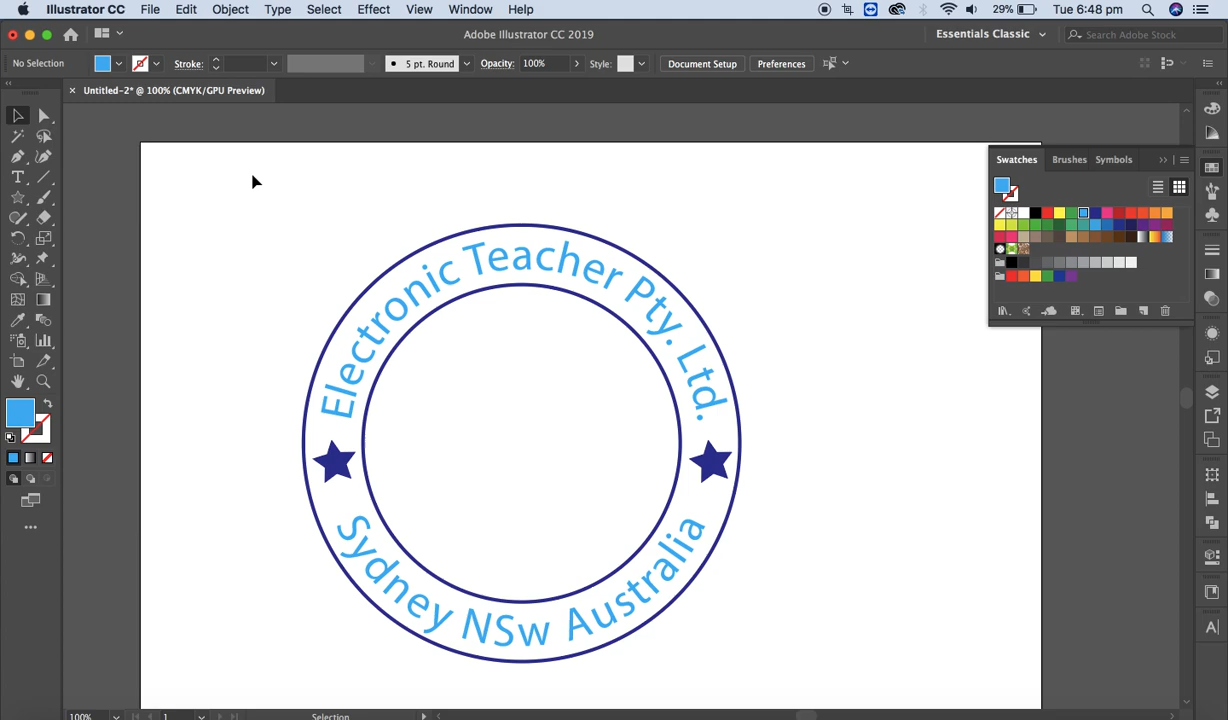 Illustrator CC File Edit Object Type Select Effect View Window Help 29% Tue 6:48 pm
Adobe Illustrator CC 2019 Essentials Classic Search Adobe Stock
No Selection Stroke: 5 pt. Round Opacity: 100% Style: Document Setup Preferences
Untitled-2* @ 100% (CMYK/GPU Preview)
Swatches Brushes Symbols
Electronic Teacher Pty. Ltd.
Sydney NSw Australia
100% 1 Selection